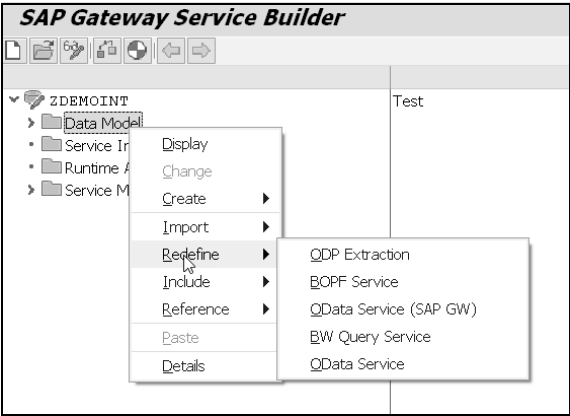 SAP Gateway Service Builder
ZDEMOINT Test
Data Model
Service In
Runtime A
Service M
Display
Change
Create
Import
Redefine
Include
Reference
Paste
Details
ODP Extraction
BOPF Service
OData Service (SAP GW)
BW Query Service
OData Service